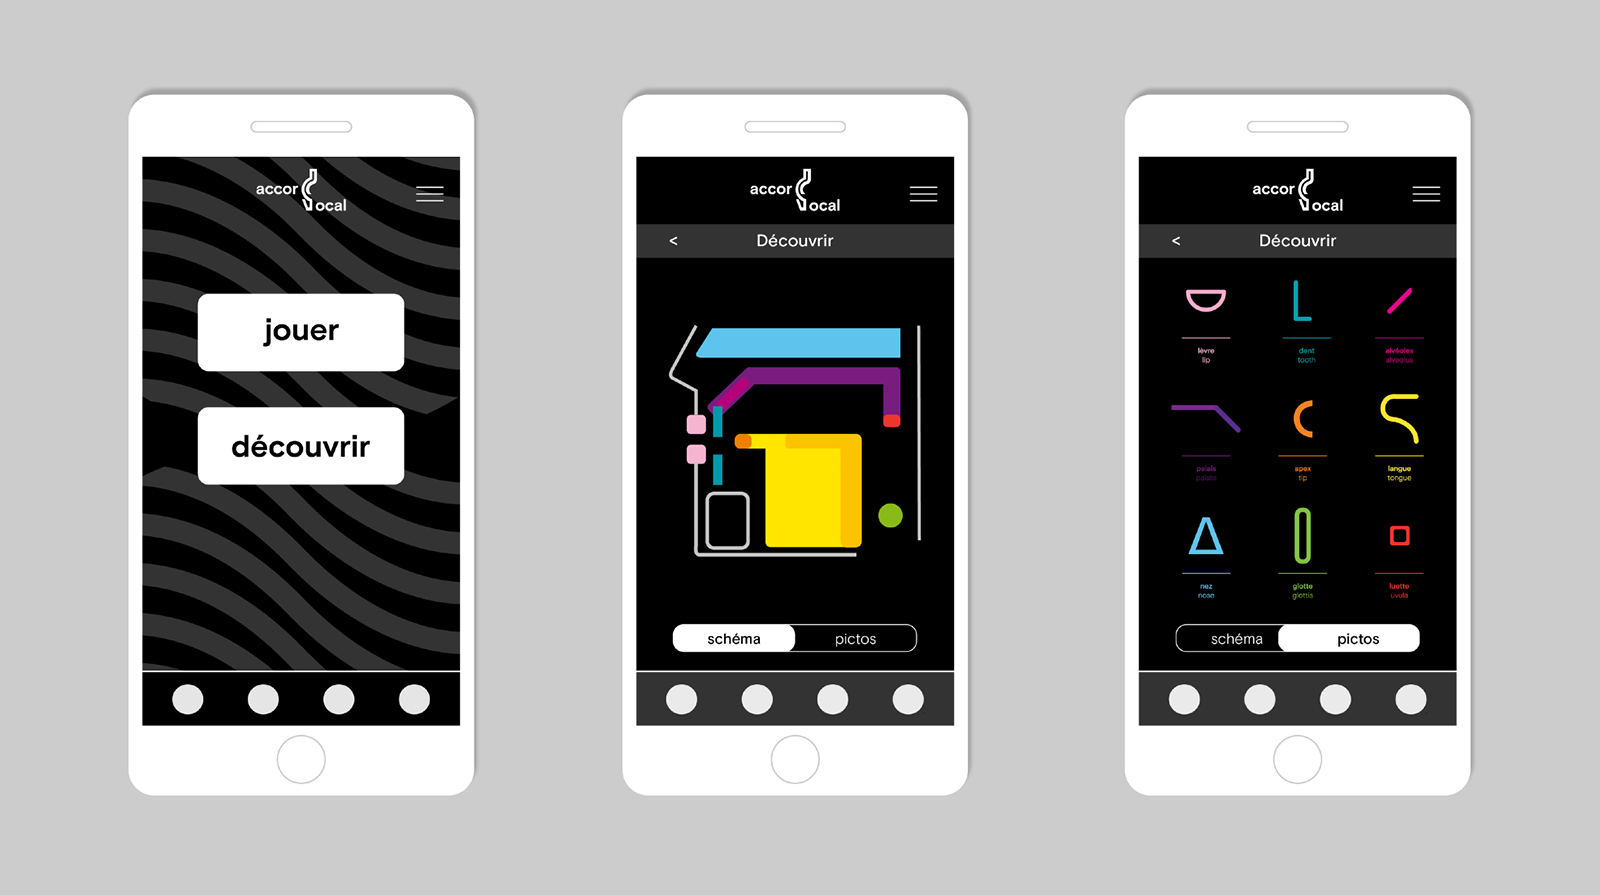 accor
ocal
jouer
découvrir
accor
ocal
< Découvrir
schéma pictos
accor
ocal
< Découvrir
lèvre dent alvéoles
lip tooth alveolus
palais apex langue
palate tip tongue
nez glotte luette
nose glottis uvula
schéma pictos